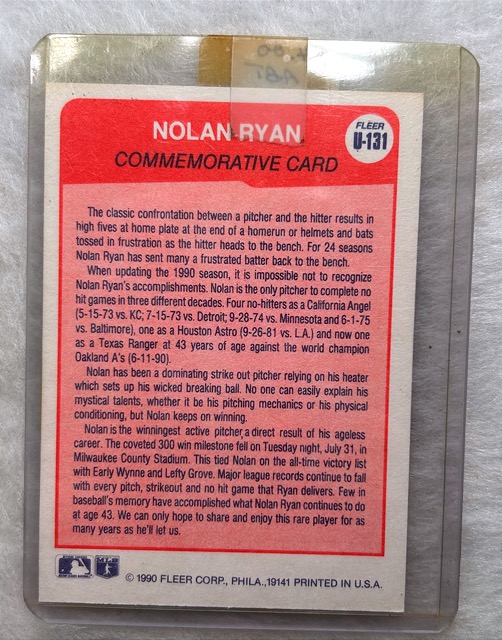 NOLAN RYAN
FLEER
U-131
COMMEMORATIVE CARD
The classic confrontation between a pitcher and the hitter results in
high fives at home plate at the end of a homerun or helmets and bats
tossed in frustration as the hitter heads to the bench. For 24 seasons
Nolan Ryan has sent many a frustrated batter back to the bench.
When updating the 1990 season, it is impossible not to recognize
Nolan Ryan's accomplishments. Nolan is the only pitcher to complete no
hit games in three different decades. Four no-hitters as a California Angel
(5-15-73 vs. KC; 7-15-73 vs. Detroit; 9-28-74 vs. Minnesota and 6-1-75
vs. Baltimore), one as a Houston Astro (9-26-81 vs. L.A.) and now one
as a Texas Ranger at 43 years of age against the world champion
Oakland A's (6-11-90).
Nolan has been a dominating strike out pitcher relying on his heater
which sets up his wicked breaking ball. No one can easily explain his
mystical talents, whether it be his pitching mechanics or his physical
conditioning, but Nolan keeps on winning.
Nolan is the winningest active pitcher, a direct result of his ageless
career. The coveted 300 win milestone fell on Tuesday night, July 31, in
Milwaukee County Stadium. This tied Nolan on the all-time victory list
with Early Wynne and Lefty Grove. Major league records continue to fall
with every pitch, strikeout and no hit game that Ryan delivers. Few in
baseball's memory have accomplished what Nolan Ryan continues to do
at age 43. We can only hope to share and enjoy this rare player for as
many years as he'll let us.
© 1990 FLEER CORP., PHILA., 19141 PRINTED IN U.S.A.